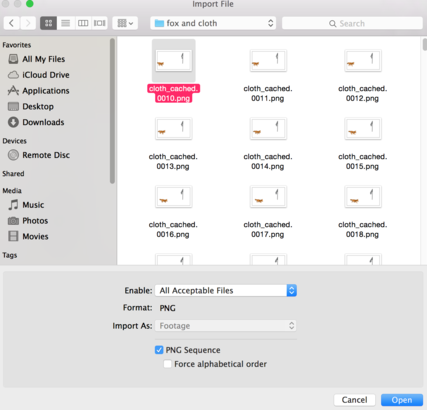 Import File
fox and cloth
Search
Favorites
All My Files
iCloud Drive
Applications
Desktop
Downloads
Devices
Remote Disc
Shared
Media
Music
Photos
Movies
Tags
cloth_cached.
0010.png
cloth_cached.
0011.png
cloth_cached.
0012.png
cloth_cached.
0013.png
cloth_cached.
0014.png
cloth_cached.
0015.png
cloth_cached.
0016.png
cloth_cached.
0017.png
cloth_cached.
0018.png
Enable: All Acceptable Files
Format: PNG
Import As: Footage
PNG Sequence
Force alphabetical order
Cancel
Open